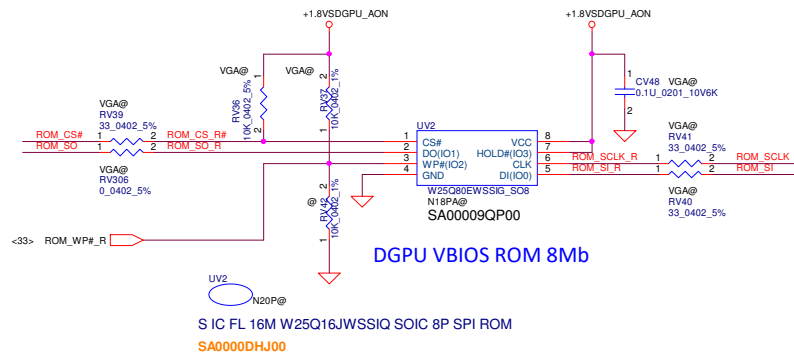 +1.8VSDGPU_AON
+1.8VSDGPU_AON
VGA@
VGA@
VGA@
RV39
33_0402_5%
ROM_CS#
1
2
ROM_CS_R#
ROM_SO
1
2
ROM_SO_R
RV306
0_0402_5%
VGA@
1
RV36
10K_0402_5%
2
2
RV37
10K_0402_1%
1
UV2
1
CS#
VCC
8
2
DO(IO1)
HOLD#(IO3)
7
3
WP#(IO2)
CLK
6
4
GND
DI(IO0)
5
W25Q80EWSSIG_SO8
N18PA@
SA00009QP00
1
CV48
VGA@
0.1U_0201_10V6K
2
VGA@
RV41
33_0402_5%
ROM_SCLK_R
1
2
ROM_SCLK
ROM_SI_R
1
2
ROM_SI
RV40
33_0402_5%
VGA@
@
2
RV42
10K_0402_1%
1
<33>
ROM_WP#_R
DGPU VBIOS ROM 8Mb
UV2
N20P@
S IC FL 16M W25Q16JWSSIQ SOIC 8P SPI ROM
SA0000DHJ00